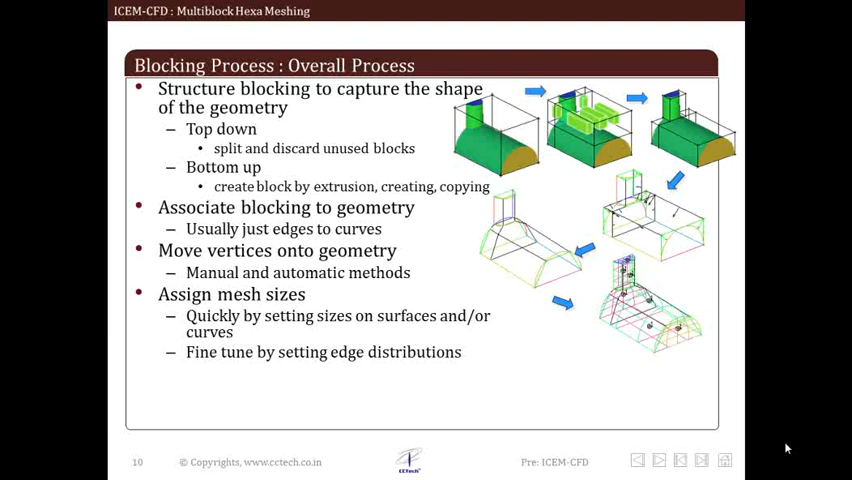 ICEM-CFD : Multiblock Hexa Meshing
Blocking Process : Overall Process
• Structure blocking to capture the shape
of the geometry
– Top down
• split and discard unused blocks
– Bottom up
• create block by extrusion, creating, copying
• Associate blocking to geometry
– Usually just edges to curves
• Move vertices onto geometry
– Manual and automatic methods
• Assign mesh sizes
– Quickly by setting sizes on surfaces and/or
curves
– Fine tune by setting edge distributions
10
© Copyrights, www.cctech.co.in
CCTech
Pre: ICEM-CFD